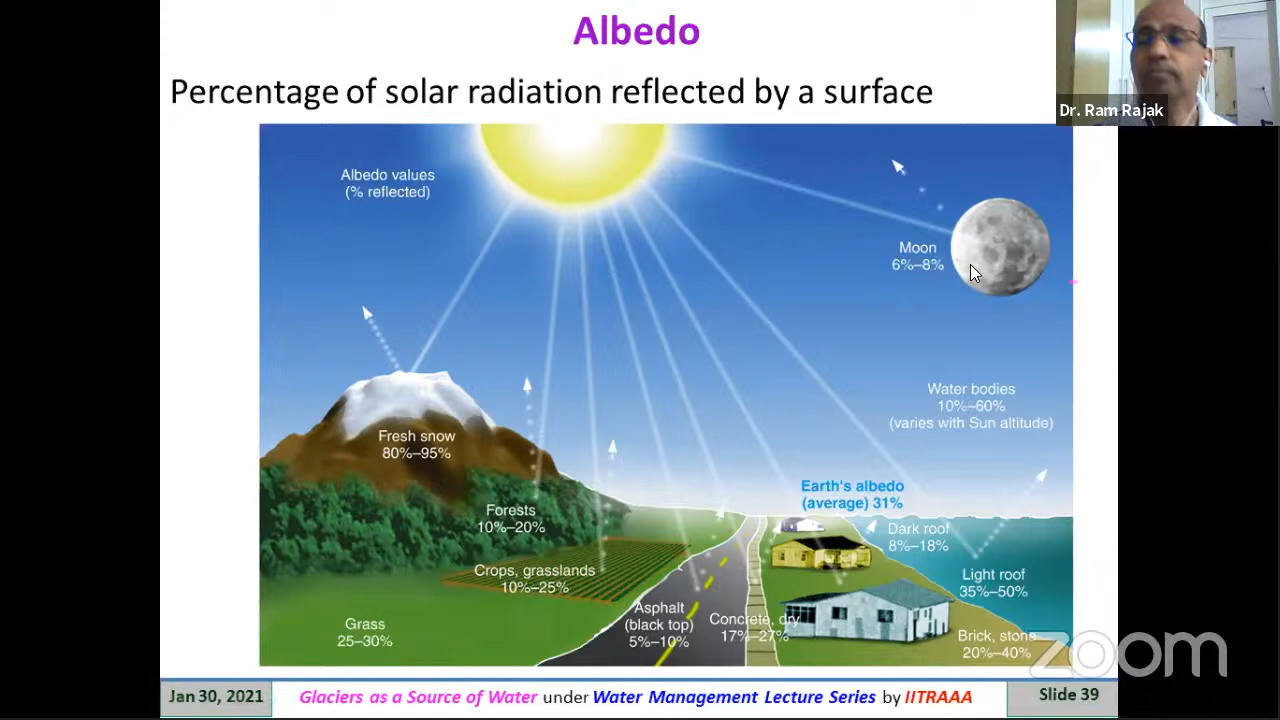 Albedo
Percentage of solar radiation reflected by a surface
Dr. Ram Rajak
Albedo values
(% reflected)
Moon
6%–8%
Water bodies
10%–60%
(varies with Sun altitude)
Fresh snow
80%–95%
Earth's albedo
(average) 31%
Forests
10%–20%
Dark roof
8%–18%
Crops, grasslands
10%–25%
Light roof
35%–50%
Asphalt
(black top)
5%–10%
Concrete, dry
17%–27%
Grass
25–30%
Brick, stone
20%–40%
zoom
Jan 30, 2021
Glaciers as a Source of Water under Water Management Lecture Series by IITRAAA
Slide 39